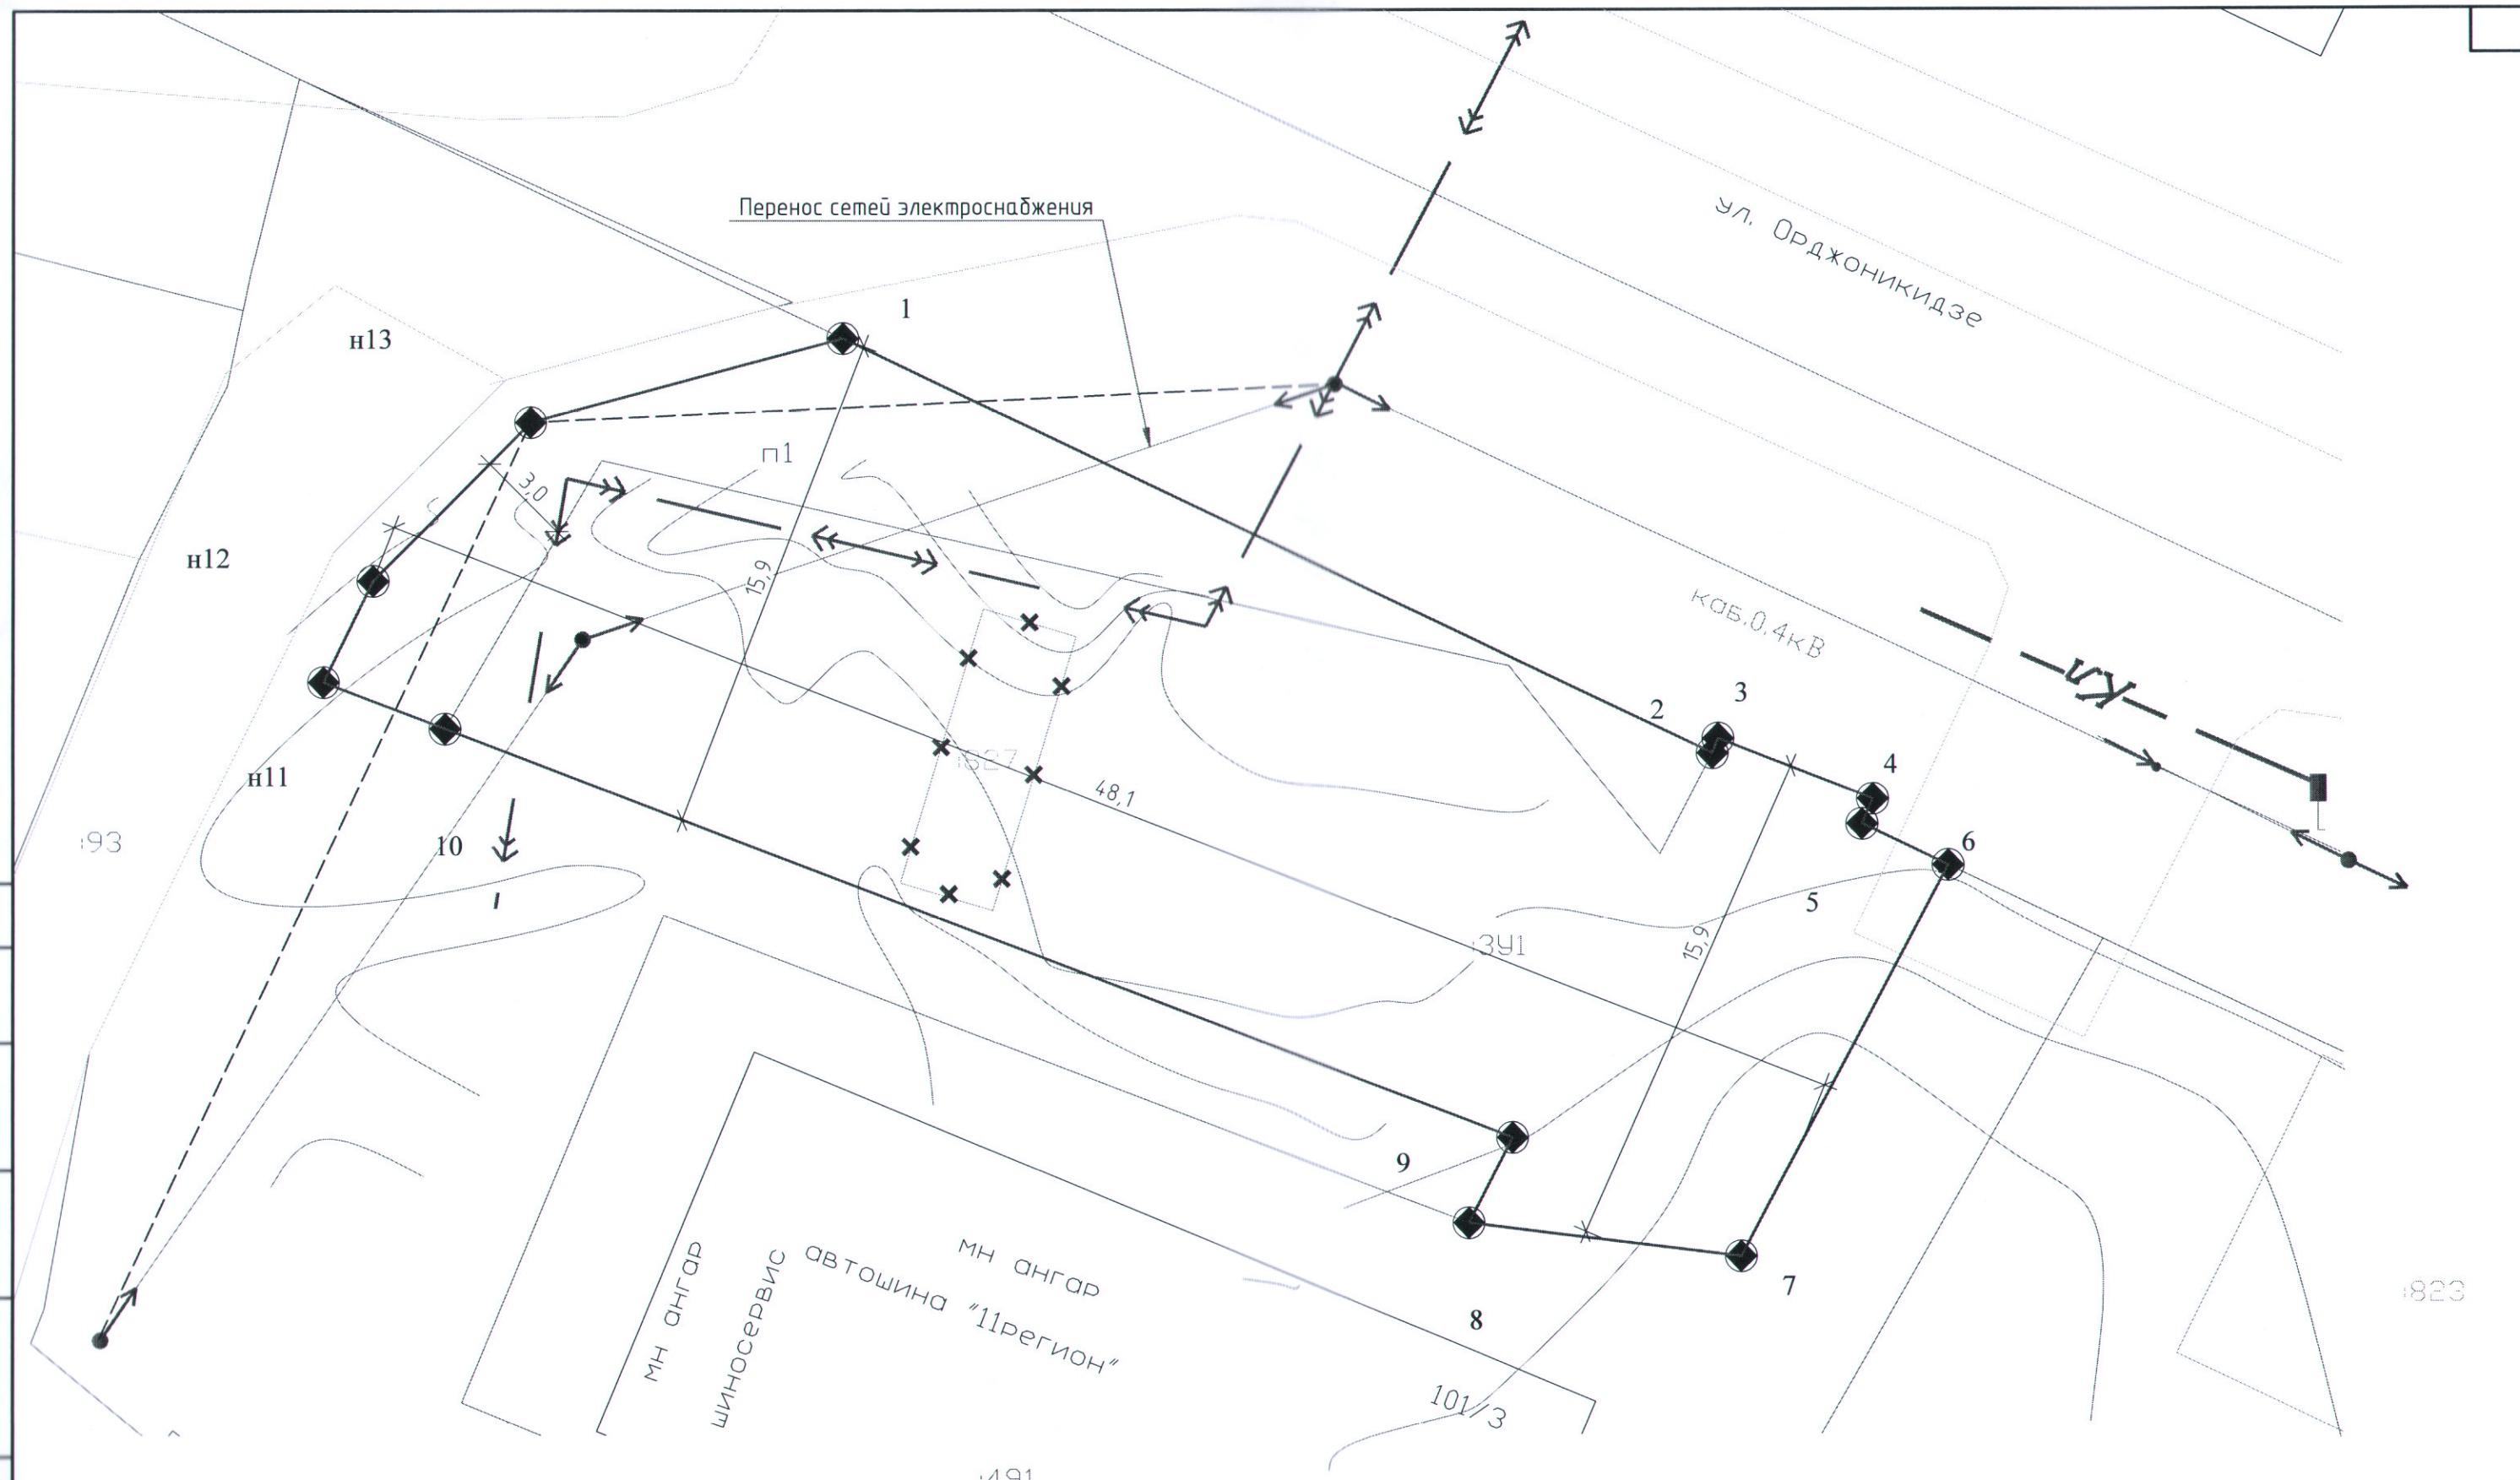 Перенос сетей электроснабжения
ул. Орджоникидзе
1
н13
п1
3,0
н12
15,9
каб.0.4кВ
3
2
:827
4
н11
48,1
:93
10
6
5
:ЗУ1
15,9
9
7
8
мн ангар
автошина "11регион"
мн ангар
шиносервис
:823
101/3
:491